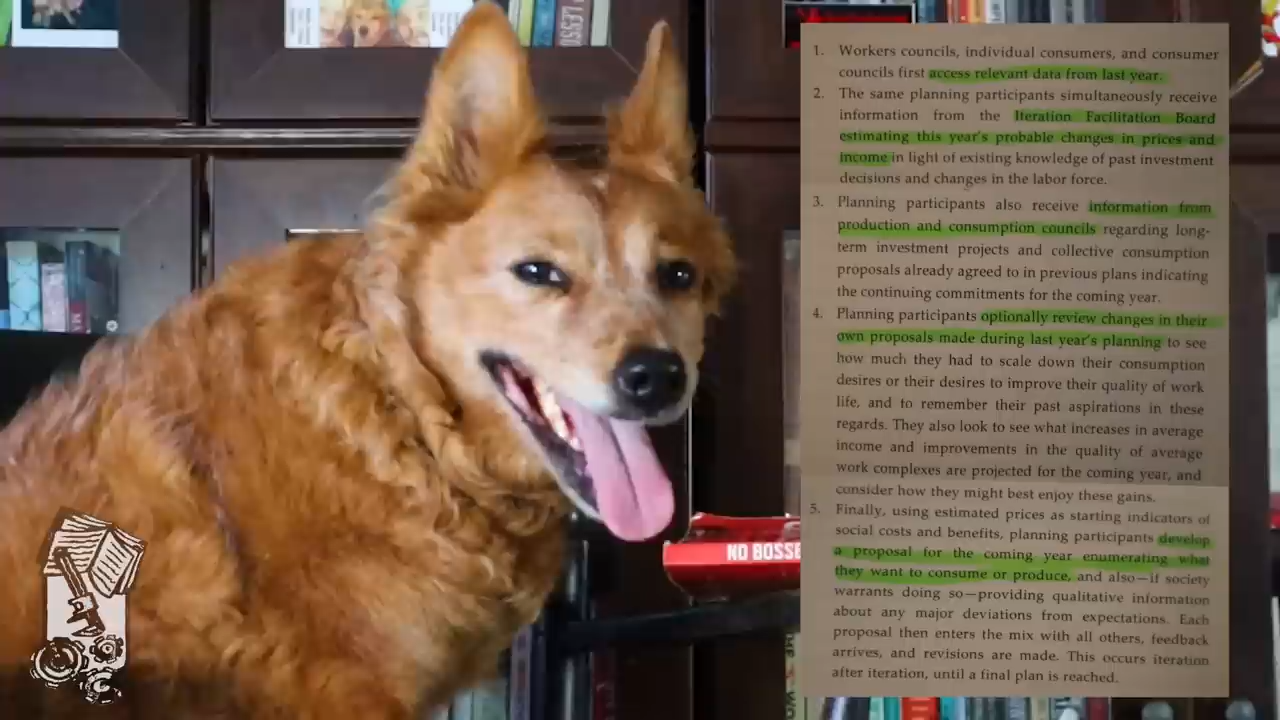 LESSO
1. Workers councils, individual consumers, and consumer
councils first access relevant data from last year.
2. The same planning participants simultaneously receive
information from the Iteration Facilitation Board
estimating this year's probable changes in prices and
income in light of existing knowledge of past investment
decisions and changes in the labor force.
3. Planning participants also receive information from
production and consumption councils regarding long-
term investment projects and collective consumption
proposals already agreed to in previous plans indicating
the continuing commitments for the coming year.
4. Planning participants optionally review changes in their
own proposals made during last year's planning to see
how much they had to scale down their consumption
desires or their desires to improve their quality of work
life, and to remember their past aspirations in these
regards. They also look to see what increases in average
income and improvements in the quality of average
work complexes are projected for the coming year, and
consider how they might best enjoy these gains.
5. Finally, using estimated prices as starting indicators of
social costs and benefits, planning participants develop
a proposal for the coming year enumerating what
they want to consume or produce, and also—if society
warrants doing so—providing qualitative information
about any major deviations from expectations. Each
proposal then enters the mix with all others, feedback
arrives, and revisions are made. This occurs iteration
after iteration, until a final plan is reached.
NO BOSSE